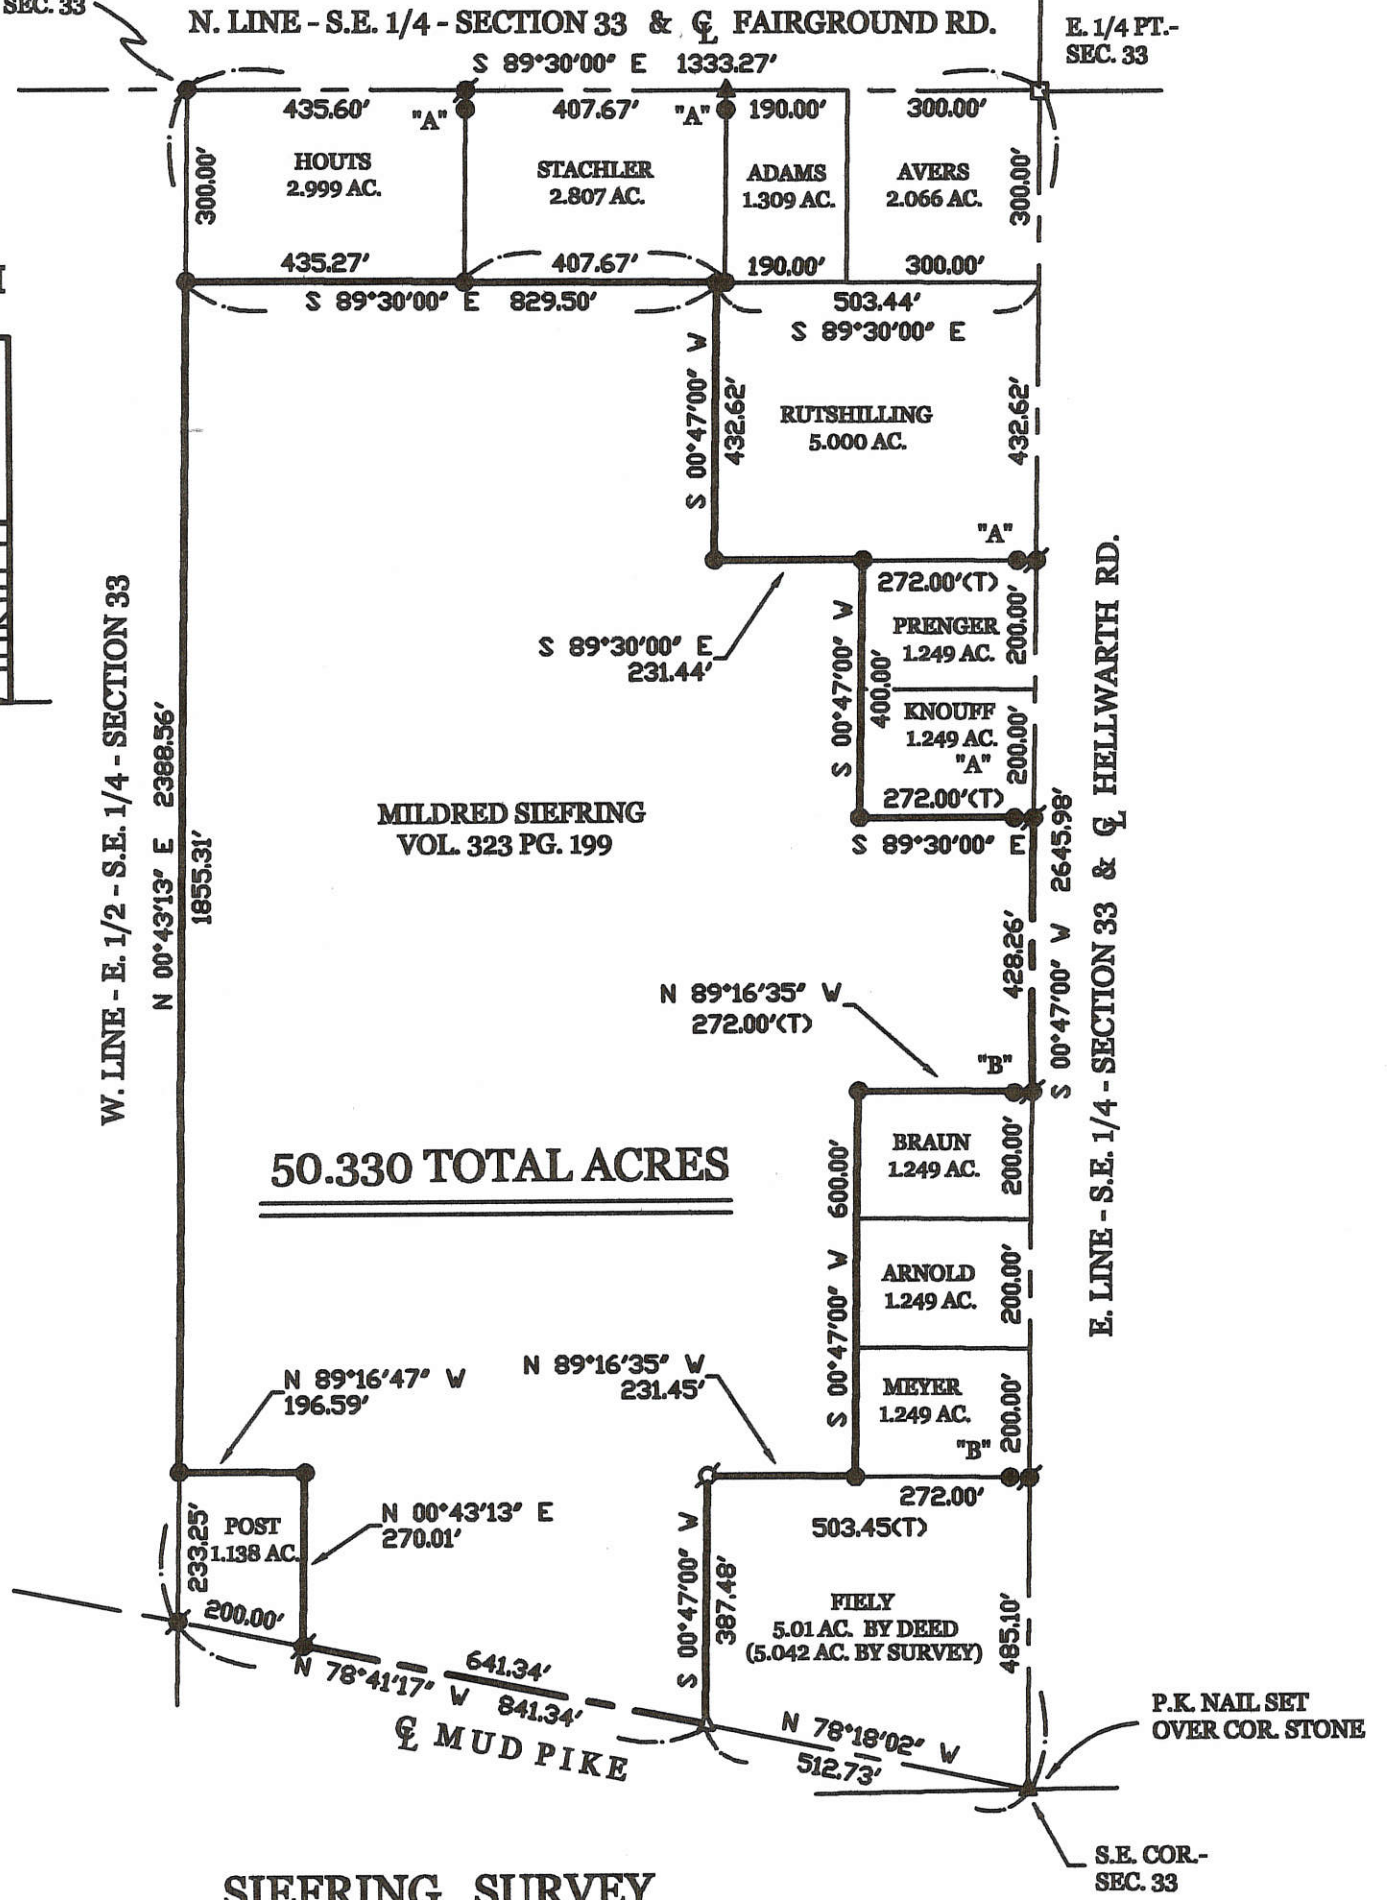 SEC. 33
N. LINE - S.E. 1/4 - SECTION 33 & ℄ FAIRGROUND RD.
E. 1/4 PT.-
SEC. 33
S 89°30'00" E 1333.27'
435.60'
"A"
407.67'
"A"
190.00'
300.00'
300.00'
HOUTS
2.999 AC.
STACHLER
2.807 AC.
ADAMS
1.309 AC.
AVERS
2.066 AC.
300.00'
435.27'
407.67'
190.00'
300.00'
S 89°30'00" E 829.50'
503.44'
S 89°30'00" E
S 00°47'00" W
432.62'
RUTSHILLING
5.000 AC.
432.62'
"A"
272.00'(T)
S 89°30'00" E
231.44'
S 00°47'00" W
400.00'
PRENGER
1.249 AC.
200.00'
KNOUFF
1.249 AC.
"A"
200.00'
272.00'(T)
S 89°30'00" E
W. LINE - E. 1/2 - S.E. 1/4 - SECTION 33
N 00°43'13" E 2388.56'
1855.31'
MILDRED SIEFRING
VOL. 323 PG. 199
428.26'
S 00°47'00" W 2645.98'
E. LINE - S.E. 1/4 - SECTION 33 & ℄ HELLWARTH RD.
N 89°16'35" W
272.00'(T)
"B"
50.330 TOTAL ACRES
S 00°47'00" W 600.00'
BRAUN
1.249 AC.
200.00'
ARNOLD
1.249 AC.
200.00'
MEYER
1.249 AC.
"B"
200.00'
N 89°16'47" W
196.59'
N 89°16'35" W
231.45'
272.00'
503.45(T)
233.25'
POST
1.138 AC.
N 00°43'13" E
270.01'
200.00'
S 00°47'00" W
387.48'
FIELY
5.01 AC. BY DEED
(5.042 AC. BY SURVEY)
485.10'
641.34'
N 78°41'17" W 841.34'
℄ MUD PIKE
N 78°18'02" W
512.73'
P.K. NAIL SET
OVER COR. STONE
S.E. COR.-
SEC. 33
SIEFRING SURVEY